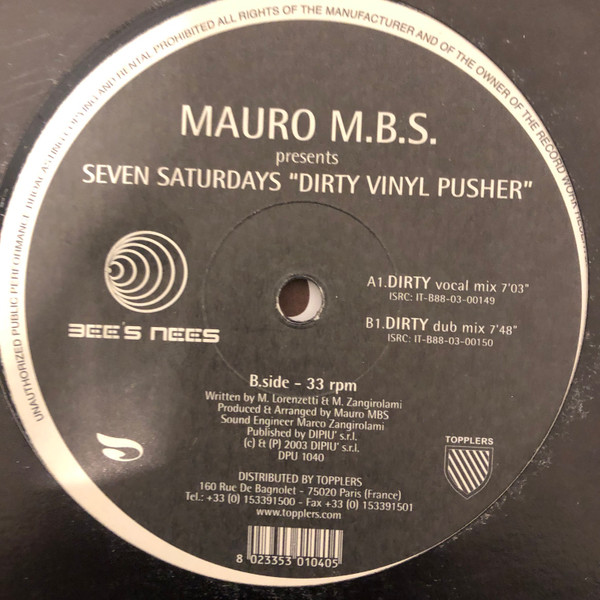 UNAUTHORIZED PUBLIC PERFORMANCE BROADCASTING COPYING AND RENTAL PROHIBITED ALL RIGHTS OF THE MANUFACTURER AND OF THE OWNER OF THE RECORD WORK
MAURO M.B.S.
presents
SEVEN SATURDAYS "DIRTY VINYL PUSHER"
BEE'S NEES
A1.DIRTY vocal mix 7'03"
ISRC: IT-B88-03-00149
B1.DIRTY dub mix 7'48"
ISRC: IT-B88-03-00150
B.side - 33 rpm
Written by M. Lorenzetti & M. Zangirolami
Produced & Arranged by Mauro MBS
Sound Engineer Marco Zangirolami
Published by DIPIU' s.r.l.
(c) & (P) 2003 DIPIU' s.r.l.
DPU 1040
TOPPLERS
DISTRIBUTED BY TOPPLERS
160 Rue De Bagnolet - 75020 Paris (France)
Tel.: +33 (0) 153391500 - Fax +33 (0) 153391501
www.topplers.com
8 023353 010405